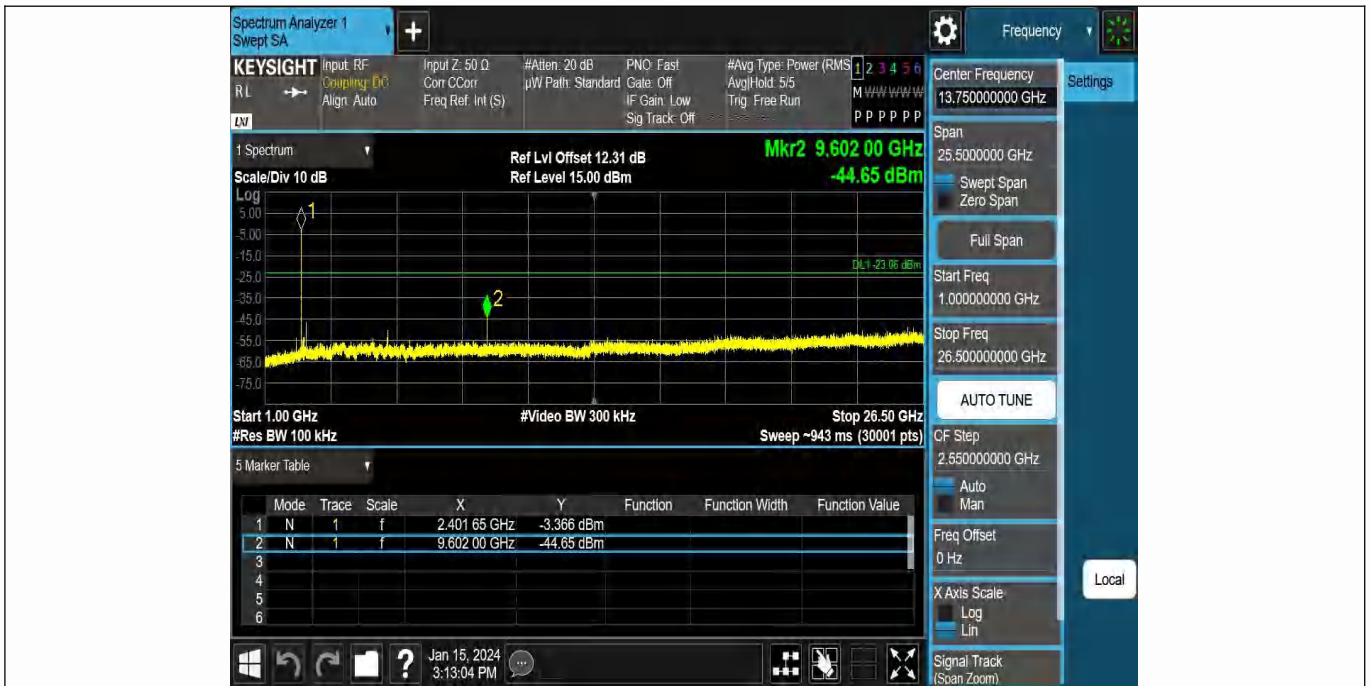 Spectrum Analyzer 1
Swept SA
+
Frequency
KEYSIGHT
RL
LXI
Input: RF
Coupling: DC
Align: Auto
Input Z: 50 Ω
Corr CCorr
Freq Ref: Int (S)
#Atten: 20 dB
µW Path: Standard
PNO: Fast
Gate: Off
IF Gain: Low
Sig Track: Off
#Avg Type: Power (RMS
Avg|Hold: 5/5
Trig: Free Run
1 2 3 4 5 6
M W W W W W
P P P P P P
Center Frequency
13.750000000 GHz
Settings
1 Spectrum
Scale/Div 10 dB
Ref Lvl Offset 12.31 dB
Ref Level 15.00 dBm
Mkr2 9.602 00 GHz
-44.65 dBm
Span
25.5000000 GHz
Swept Span
Zero Span
Full Span
Log
5.00
-5.00
-15.0
-25.0
-35.0
-45.0
-55.0
-65.0
-75.0
1
2
DL1 -23.06 dBm
Start Freq
1.000000000 GHz
Stop Freq
26.500000000 GHz
AUTO TUNE
Start 1.00 GHz
#Res BW 100 kHz
#Video BW 300 kHz
Stop 26.50 GHz
Sweep ~943 ms (30001 pts)
CF Step
2.550000000 GHz
Auto
Man
5 Marker Table
Mode Trace Scale X Y Function Function Width Function Value
1 N 1 f 2.401 65 GHz -3.366 dBm
2 N 1 f 9.602 00 GHz -44.65 dBm
3
4
5
6
Freq Offset
0 Hz
X Axis Scale
Log
Lin
Local
Signal Track
(Span Zoom)
?
Jan 15, 2024
3:13:04 PM